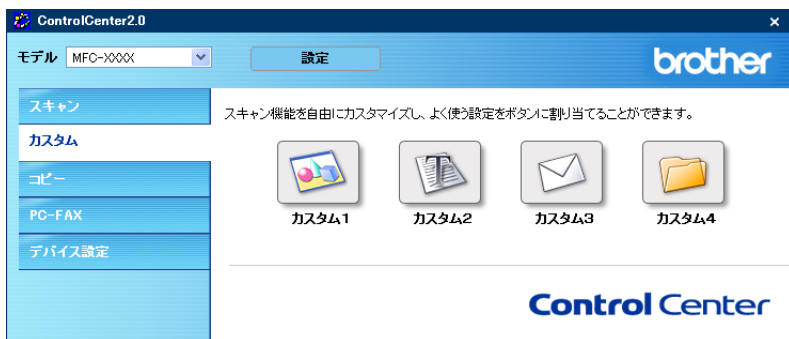 ControlCenter2.0
モデル MFC-XXXX 設定 brother
スキャン
カスタム
コピー
PC-FAX
デバイス設定
スキャン機能を自由にカスタマイズし、よく使う設定をボタンに割り当てることができます。
カスタム1 カスタム2 カスタム3 カスタム4
Control Center